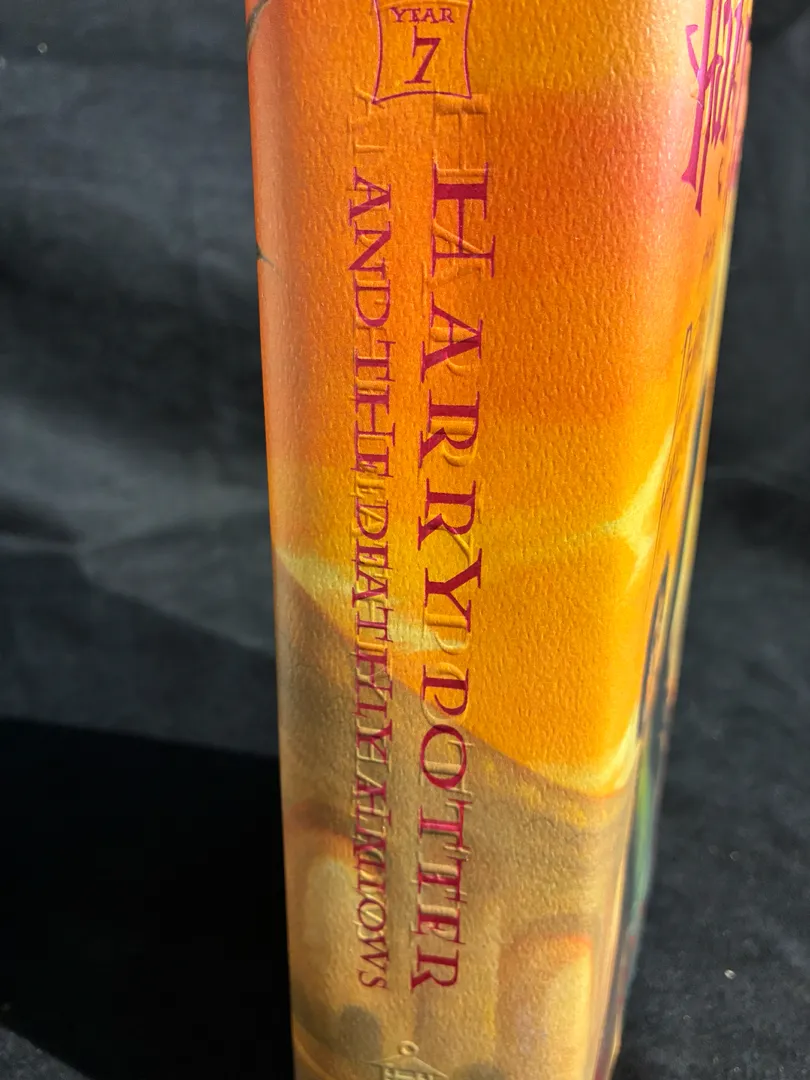 YEAR
7
HARRY POTTER
AND THE DEATHLY HALLOWS